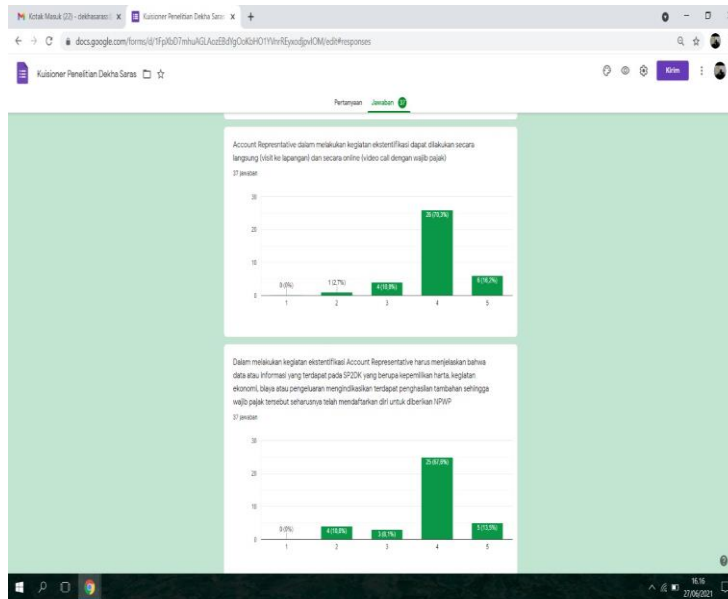 Kotak Masuk (22) - dekhasaras
Kuisioner Penelitian Dekha Saras
docs.google.com/forms/d/
/edit#responses
Kuisioner Penelitian Dekha Saras
Kirim
Pertanyaan Jawaban 37
Account Represntative dalam melakukan kegiatan ekstentifikasi dapat dilakukan secara
langsung (visit ke lapangan) dan secara online (video call dengan wajib pajak)
37 jawaban
30
20
10
0
0 (0%)
1 (2,7%)
4 (10,8%)
26 (70,3%)
6 (16,2%)
1 2 3 4 5
Dalam melakukan kegiatan ekstentifikasi Account Representative harus menjelaskan bahwa
data atau informasi yang terdapat pada SP2DK yang berupa kepemilikan harta, kegiatan
ekonomi, biaya atau pengeluaran mengindikasikan terdapat penghasilan tambahan sehingga
wajib pajak tersebut seharusnya telah mendaftarkan diri untuk diberikan NPWP
37 jawaban
30
20
10
0
0 (0%)
4 (10,8%)
3 (8,1%)
25 (67,6%)
5 (13,5%)
1 2 3 4 5
16.16
27/06/2021